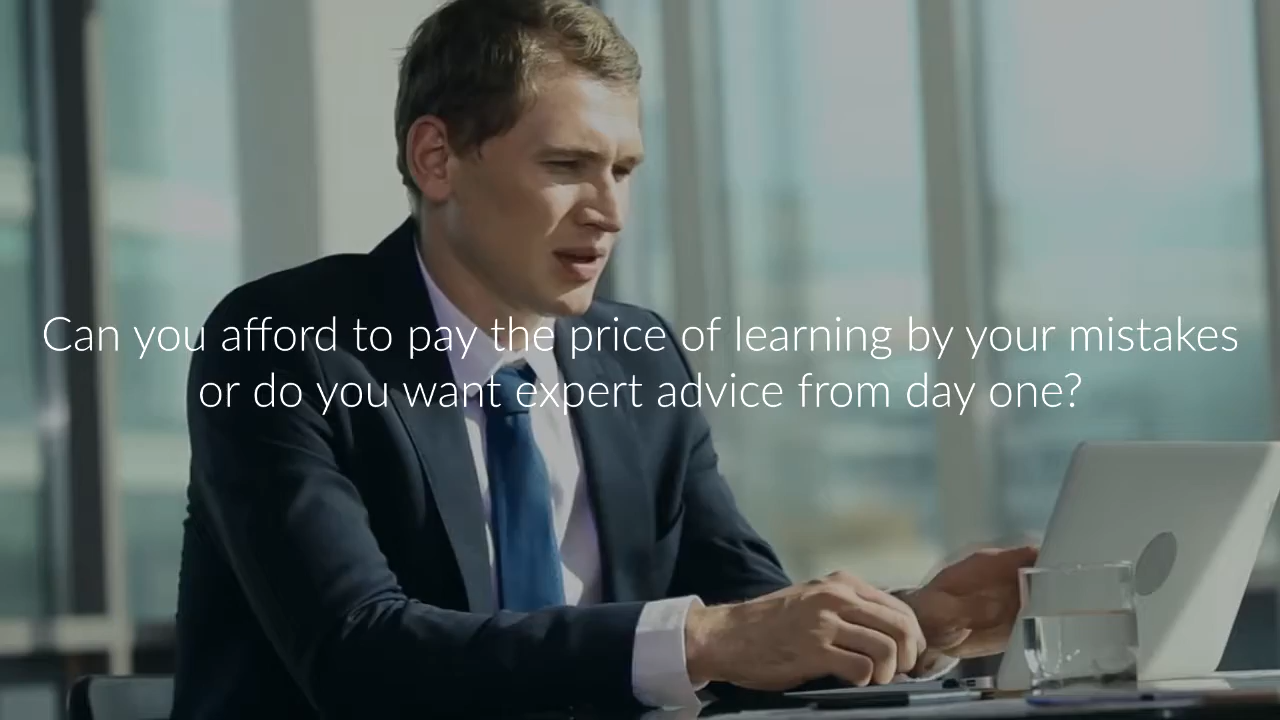 Can you afford to pay the price of learning by your mistakes
or do you want expert advice from day one?